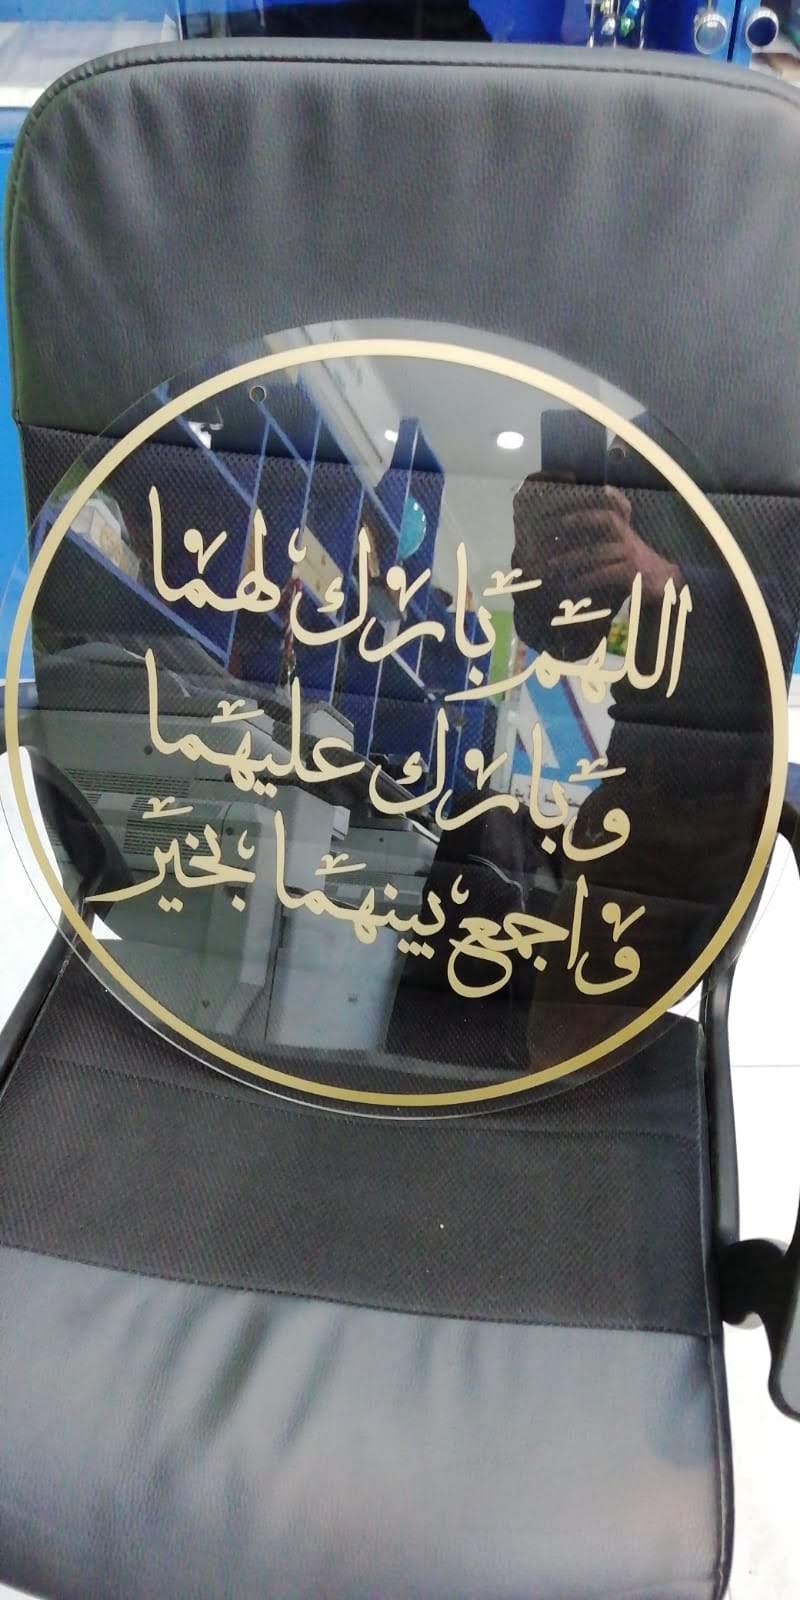 اللهم بارك لهما
وبارك عليهما
واجمع بينهما بخير